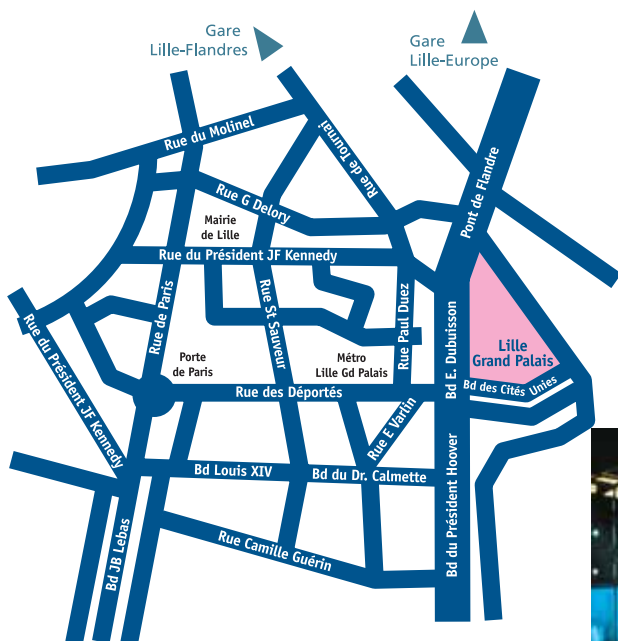 Gare
Lille-Flandres
Gare
Lille-Europe
Rue du Molinel
Rue de Tournai
Pont de Flandre
Rue G Delory
Mairie
de Lille
Rue du Président JF Kennedy
Rue de Paris
Rue St Sauveur
Rue Paul Duez
Bd E. Dubuisson
Lille
Grand Palais
Bd des Cités Unies
Rue du Président JF Kennedy
Porte
de Paris
Métro
Lille Gd Palais
Rue des Déportés
Rue E Varlin
Bd Louis XIV
Bd du Dr. Calmette
Bd du Président Hoover
Bd JB Lebas
Rue Camille Guérin